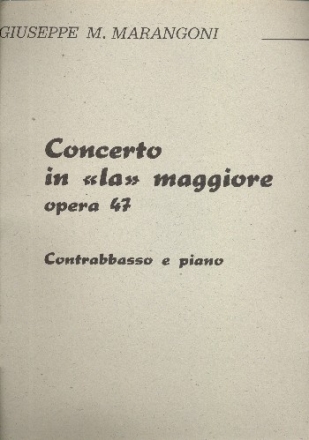 GIUSEPPE M. MARANGONI
Concerto
in «la» maggiore
opera 47
Contrabbasso e piano